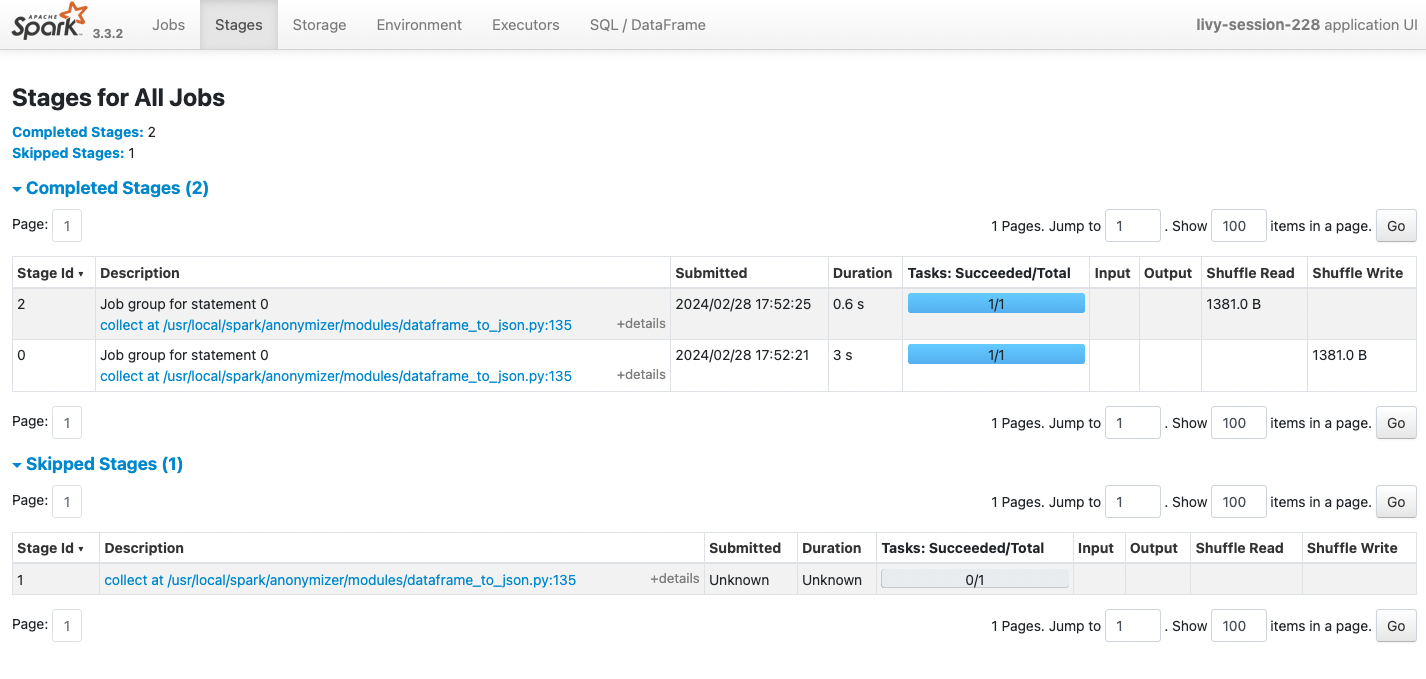 APACHE Spark 3.3.2 Jobs Stages Storage Environment Executors SQL / DataFrame livy-session-228 application UI
Stages for All Jobs
Completed Stages: 2
Skipped Stages: 1
Completed Stages (2)
Page: 1 1 Pages. Jump to 1 . Show 100 items in a page. Go
Stage Id ▾ Description Submitted Duration Tasks: Succeeded/Total Input Output Shuffle Read Shuffle Write
2 Job group for statement 0 2024/02/28 17:52:25 0.6 s 1/1 1381.0 B
collect at /usr/local/spark/anonymizer/modules/dataframe_to_json.py:135 +details
0 Job group for statement 0 2024/02/28 17:52:21 3 s 1/1 1381.0 B
collect at /usr/local/spark/anonymizer/modules/dataframe_to_json.py:135 +details
Page: 1 1 Pages. Jump to 1 . Show 100 items in a page. Go
Skipped Stages (1)
Page: 1 1 Pages. Jump to 1 . Show 100 items in a page. Go
Stage Id ▾ Description Submitted Duration Tasks: Succeeded/Total Input Output Shuffle Read Shuffle Write
1 collect at /usr/local/spark/anonymizer/modules/dataframe_to_json.py:135 +details Unknown Unknown 0/1
Page: 1 1 Pages. Jump to 1 . Show 100 items in a page. Go